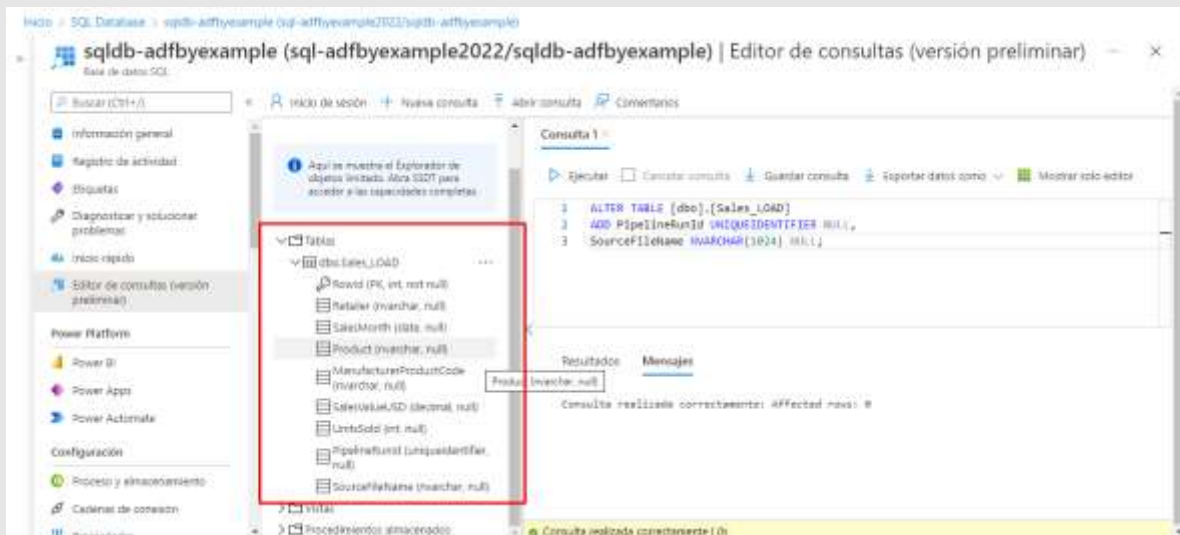 Inicio > SQL Database > sqldb-adfbyexample (sql-adfbyexample2022/sqldb-adfbyexample)
sqldb-adfbyexample (sql-adfbyexample2022/sqldb-adfbyexample) | Editor de consultas (versión preliminar)
Base de datos SQL
Buscar (Ctrl+/)
Inicio de sesión
Nueva consulta
Abrir consulta
Comentarios
Información general
Registro de actividad
Etiquetas
Diagnosticar y solucionar
problemas
Inicio rápido
Editor de consultas (versión
preliminar)
Power Platform
Power BI
Power Apps
Power Automate
Configuración
Proceso y almacenamiento
Cadenas de conexión
Propiedades
Aquí se muestra el Explorador de
objetos limitado. Abra SSDT para
acceder a las capacidades completas.
Tablas
dbo.Sales_LOAD
RowId (PK, int, not null)
Retailer (nvarchar, null)
SalesMonth (date, null)
Product (nvarchar, null)
ManufacturerProductCode
(nvarchar, null)
SalesValueUSD (decimal, null)
UnitsSold (int, null)
PipelineRunId (uniqueidentifier,
null)
SourceFileName (nvarchar, null)
Vistas
Procedimientos almacenados
Product (nvarchar, null)
Consulta 1
Ejecutar
Cancelar consulta
Guardar consulta
Exportar datos como
Mostrar solo editor
1 ALTER TABLE [dbo].[Sales_LOAD]
2 ADD PipelineRunId UNIQUEIDENTIFIER NULL,
3 SourceFileName NVARCHAR(1024) NULL;
Resultados
Mensajes
Consulta realizada correctamente: Affected rows: 0
Consulta realizada correctamente